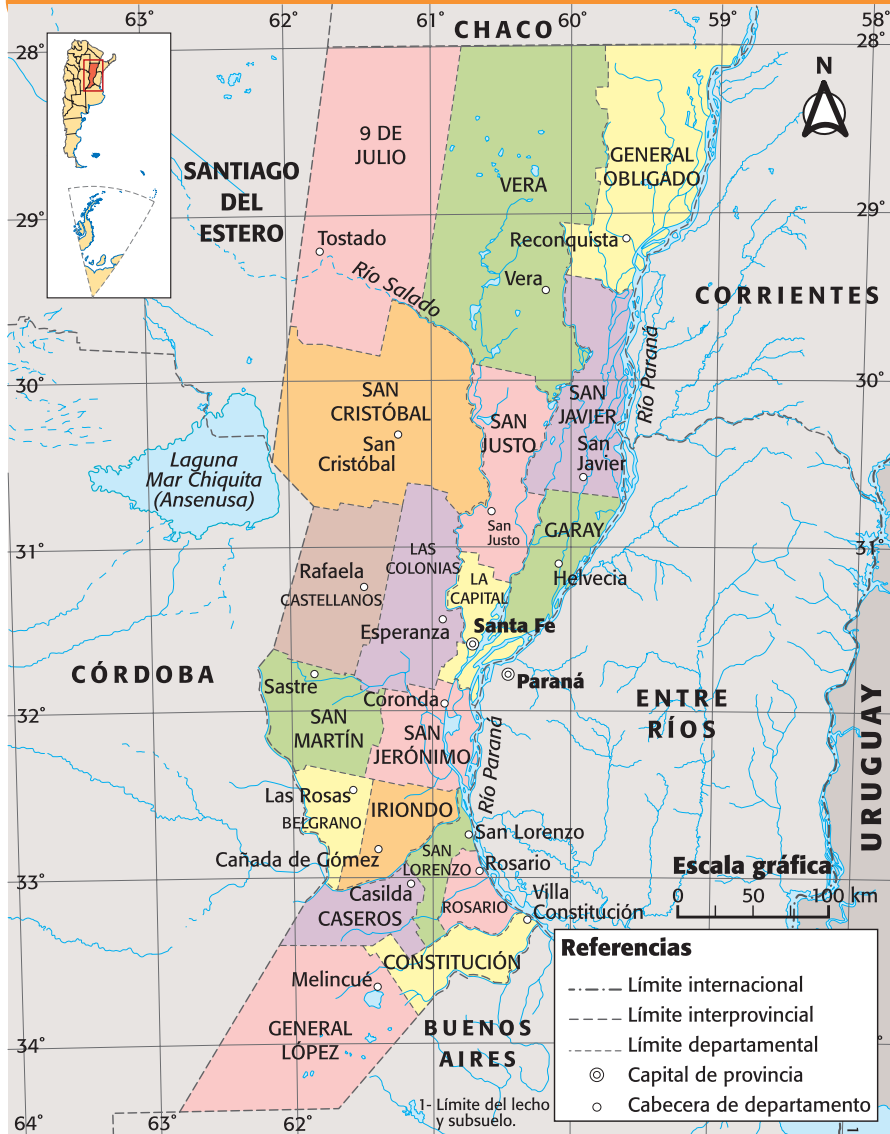 63°
62°
61°
60°
59°
58°
CHACO
28°
28°
N
9 DE
JULIO
GENERAL
OBLIGADO
SANTIAGO
DEL
ESTERO
VERA
29°
29°
Tostado
Reconquista
Río Salado
Vera
CORRIENTES
Río Paraná
30°
30°
SAN
CRISTÓBAL
San
Cristóbal
SAN
JUSTO
SAN
JAVIER
San
Javier
Laguna
Mar Chiquita
(Ansenusa)
San
Justo
GARAY
31°
31°
LAS
COLONIAS
Rafaela
CASTELLANOS
LA
CAPITAL
Helvecia
Esperanza
Santa Fe
CÓRDOBA
Sastre
Paraná
Coronda
ENTRE
RÍOS
32°
SAN
MARTÍN
SAN
JERÓNIMO
Río Paraná
URUGUAY
Las Rosas
BELGRANO
IRIONDO
San Lorenzo
Cañada de Gómez
SAN
LORENZO
Rosario
33°
Casilda
CASEROS
ROSARIO
Villa
Constitución
Escala gráfica
0 50 100 km
CONSTITUCIÓN
Melincué
GENERAL
LÓPEZ
BUENOS
AIRES
34°
Referencias
Límite internacional
Límite interprovincial
Límite departamental
Capital de provincia
Cabecera de departamento
1- Límite del lecho
y subsuelo.
64°
63°
62°
1